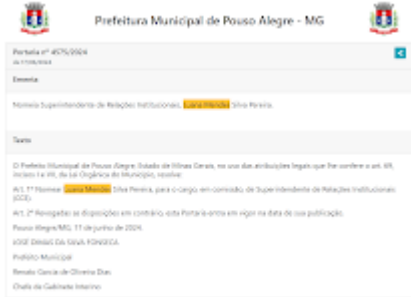 Prefeitura Municipal de Pouso Alegre - MG
Portaria nº 4575/2024
de 17/06/2024
Ementa
Nomeia Superintendente de Relações Institucionais, Luana Mendes Silva Pereira.
Texto
O Prefeito Municipal de Pouso Alegre, Estado de Minas Gerais, no uso das atribuições legais que lhe confere o art. 69,
inciso I e VII, da Lei Orgânica do Município, resolve:
Art. 1º Nomear Luana Mendes Silva Pereira, para o cargo, em comissão, de Superintendente de Relações Institucionais
Art. 2º Revogadas as disposições em contrário, esta Portaria entra em vigor na data de sua publicação.
Pouso Alegre/MG, 17 de junho de 2024.
JOSÉ DIMAS DA SILVA FONSECA
Prefeito Municipal
Renato Garcia de Oliveira Dias
Chefe de Gabinete Interino